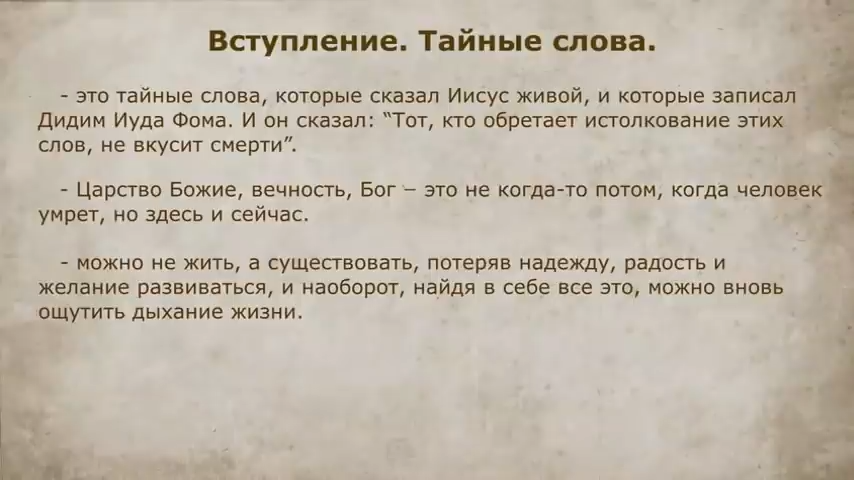 Вступление. Тайные слова.
- это тайные слова, которые сказал Иисус живой, и которые записал
Дидим Иуда Фома. И он сказал: “Тот, кто обретает истолкование этих
слов, не вкусит смерти”.
- Царство Божие, вечность, Бог – это не когда-то потом, когда человек
умрет, но здесь и сейчас.
- можно не жить, а существовать, потеряв надежду, радость и
желание развиваться, и наоборот, найдя в себе все это, можно вновь
ощутить дыхание жизни.